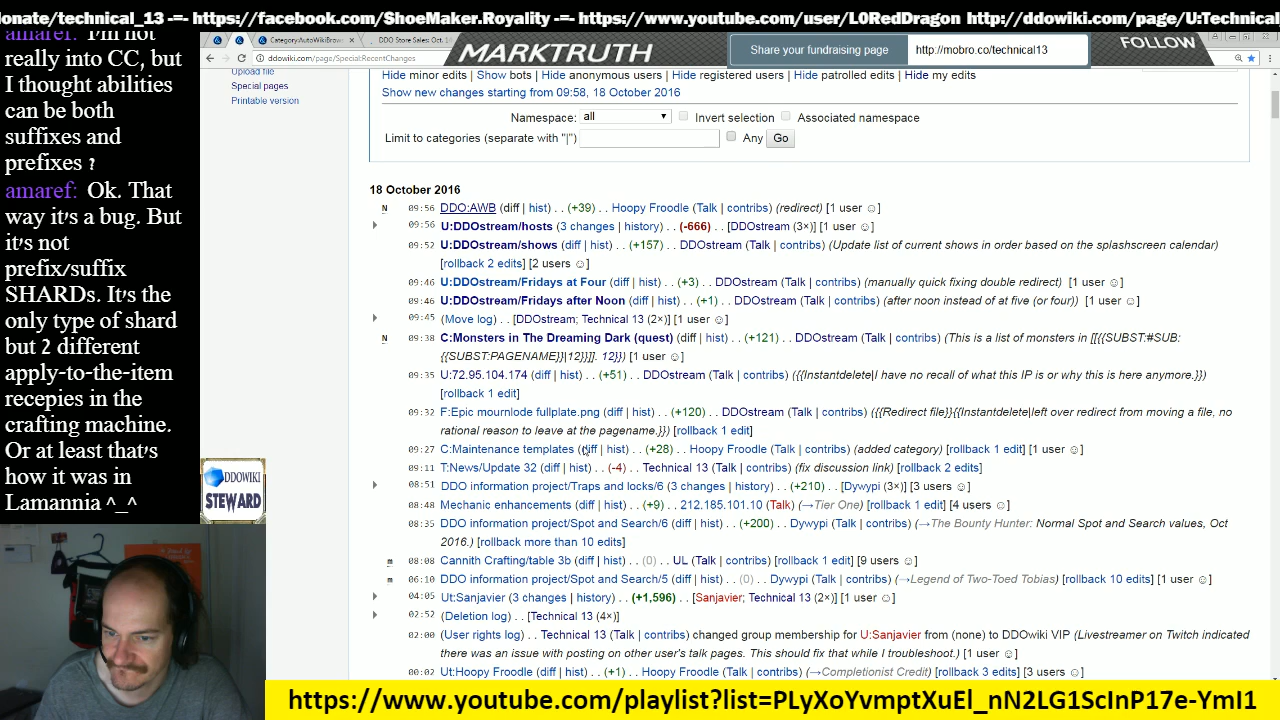 onate/technical_13 -=- https://facebook.com/ShoeMaker.Royality -=- https://www.youtube.com/user/L0RedDragon http://ddowiki.com/page/U:Technical
amaref: I'm not
really into CC, but
I thought abilities
can be both
suffixes and
prefixes ?
amaref: Ok. That
way it's a bug. But
it's not
prefix/suffix
SHARDs. It's the
only type of shard
but 2 different
apply-to-the-item
recepies in the
crafting machine.
Or at least that's
how it was in
Lamannia ^_^
DDOWIKI
STEWARD
Category:AutoWikiBrow
DDO Store Sales: Oct. 1
MARKTRUTH
Share your fundraising page
http://mobro.co/technical13
FOLLOW
ddowiki.com/page/Special:RecentChanges
Upload file
Special pages
Printable version
Hide minor edits | Show bots | Hide anonymous users | Hide registered users | Hide patrolled edits | Hide my edits
Show new changes starting from 09:58, 18 October 2016
Namespace: all Invert selection Associated namespace
Limit to categories (separate with "|") Any Go
18 October 2016
N 09:56 DDO:AWB (diff | hist) . . (+39) . . Hoopy Froodle (Talk | contribs) (redirect) [1 user ☺]
09:56 U:DDOstream/hosts (3 changes | history) . . (-666) . . [DDOstream (3×)] [1 user ☺]
09:52 U:DDOstream/shows (diff | hist) . . (+157) . . DDOstream (Talk | contribs) (Update list of current shows in order based on the splashscreen calendar)
[rollback 2 edits] [2 users ☺]
09:46 U:DDOstream/Fridays at Four (diff | hist) . . (+3) . . DDOstream (Talk | contribs) (manually quick fixing double redirect) [1 user ☺]
09:46 U:DDOstream/Fridays after Noon (diff | hist) . . (+1) . . DDOstream (Talk | contribs) (after noon instead of at five (or four)) [1 user ☺]
09:45 (Move log) . . [DDOstream; Technical 13 (2×)] [1 user ☺]
N 09:38 C:Monsters in The Dreaming Dark (quest) (diff | hist) . . (+121) . . DDOstream (Talk | contribs) (This is a list of monsters in [[{{SUBST:#SUB:
{{SUBST:PAGENAME}}|12}}]]. 12}}) [1 user ☺]
09:35 U:72.95.104.174 (diff | hist) . . (+51) . . DDOstream (Talk | contribs) ({{Instantdelete|I have no recall of what this IP is or why this is here anymore.}})
[rollback 1 edit]
09:32 F:Epic mournlode fullplate.png (diff | hist) . . (+120) . . DDOstream (Talk | contribs) ({{Redirect file}}{{Instantdelete|left over redirect from moving a file, no
rational reason to leave at the pagename.}}) [rollback 1 edit]
09:27 C:Maintenance templates (diff | hist) . . (+28) . . Hoopy Froodle (Talk | contribs) (added category) [rollback 1 edit] [1 user ☺]
09:11 T:News/Update 32 (diff | hist) . . (-4) . . Technical 13 (Talk | contribs) (fix discussion link) [rollback 2 edits]
08:51 DDO information project/Traps and locks/6 (3 changes | history) . . (+210) . . [Dywypi (3×)] [3 users ☺]
08:48 Mechanic enhancements (diff | hist) . . (+9) . . 212.185.101.10 (Talk) (→Tier One) [rollback 1 edit] [4 users ☺]
08:35 DDO information project/Spot and Search/6 (diff | hist) . . (+200) . . Dywypi (Talk | contribs) (→The Bounty Hunter: Normal Spot and Search values, Oct
2016.) [rollback more than 10 edits]
m 08:08 Cannith Crafting/table 3b (diff | hist) . . (0) . . UL (Talk | contribs) [rollback 1 edit] [9 users ☺]
m 06:10 DDO information project/Spot and Search/5 (diff | hist) . . (0) . . Dywypi (Talk | contribs) (→Legend of Two-Toed Tobias) [rollback 10 edits] [1 user ☺]
04:05 Ut:Sanjavier (3 changes | history) . . (+1,596) . . [Sanjavier; Technical 13 (2×)] [1 user ☺]
02:52 (Deletion log) . . [Technical 13 (4×)]
02:00 (User rights log) . . Technical 13 (Talk | contribs) changed group membership for U:Sanjavier from (none) to DDOwiki VIP (Livestreamer on Twitch indicated
there was an issue with posting on other user's talk pages. This should fix that while I troubleshoot.) [1 user ☺]
00:02 Ut:Hoopy Froodle (diff | hist) . . (+1) . . Hoopy Froodle (Talk | contribs) (→Completionist Credit) [rollback 3 edits] [3 users ☺]
https://www.youtube.com/playlist?list=PLyXoYvmptXuEl_nN2LG1ScInP17e-YmI1